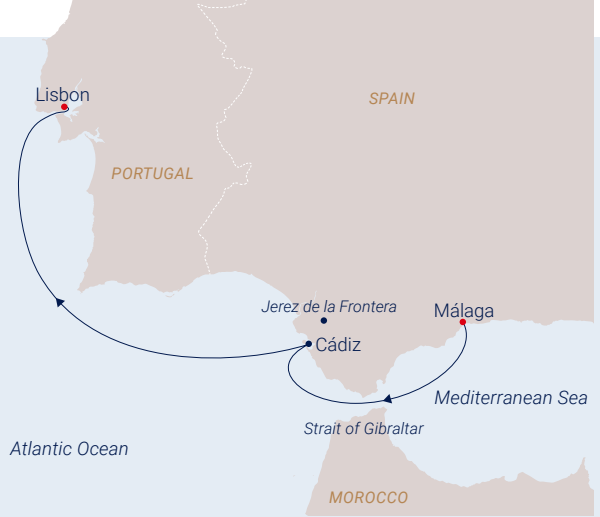 Lisbon
SPAIN
PORTUGAL
Jerez de la Frontera
Málaga
Cádiz
Mediterranean Sea
Strait of Gibraltar
Atlantic Ocean
MOROCCO